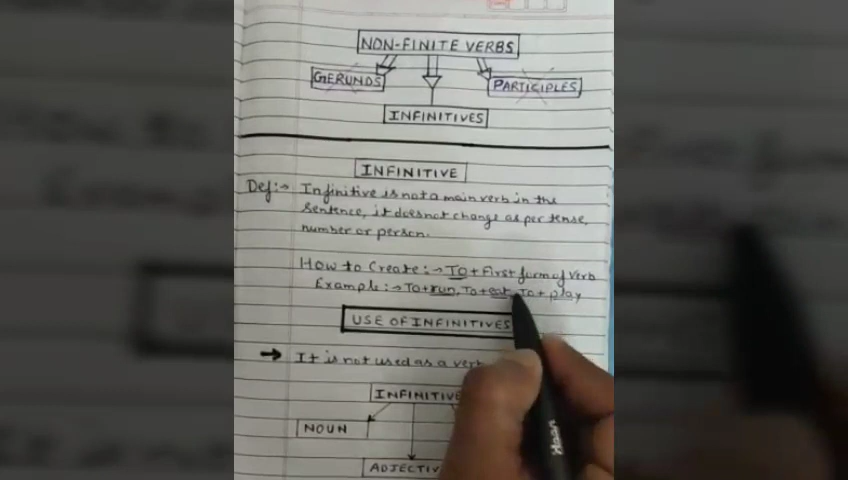 NON-FINITE VERBS
GERUNDS
PARTICIPLES
INFINITIVES
INFINITIVE
Def:→ Infinitive is not a main verb in the
sentence, it does not change as per tense,
number or person.
How to Create:→ TO + First form of verb
Example:→ To+run, To+eat, To+ play
USE OF INFINITIVES
→ It is not used as a verb
INFINITIVE
NOUN
ADJECTIV